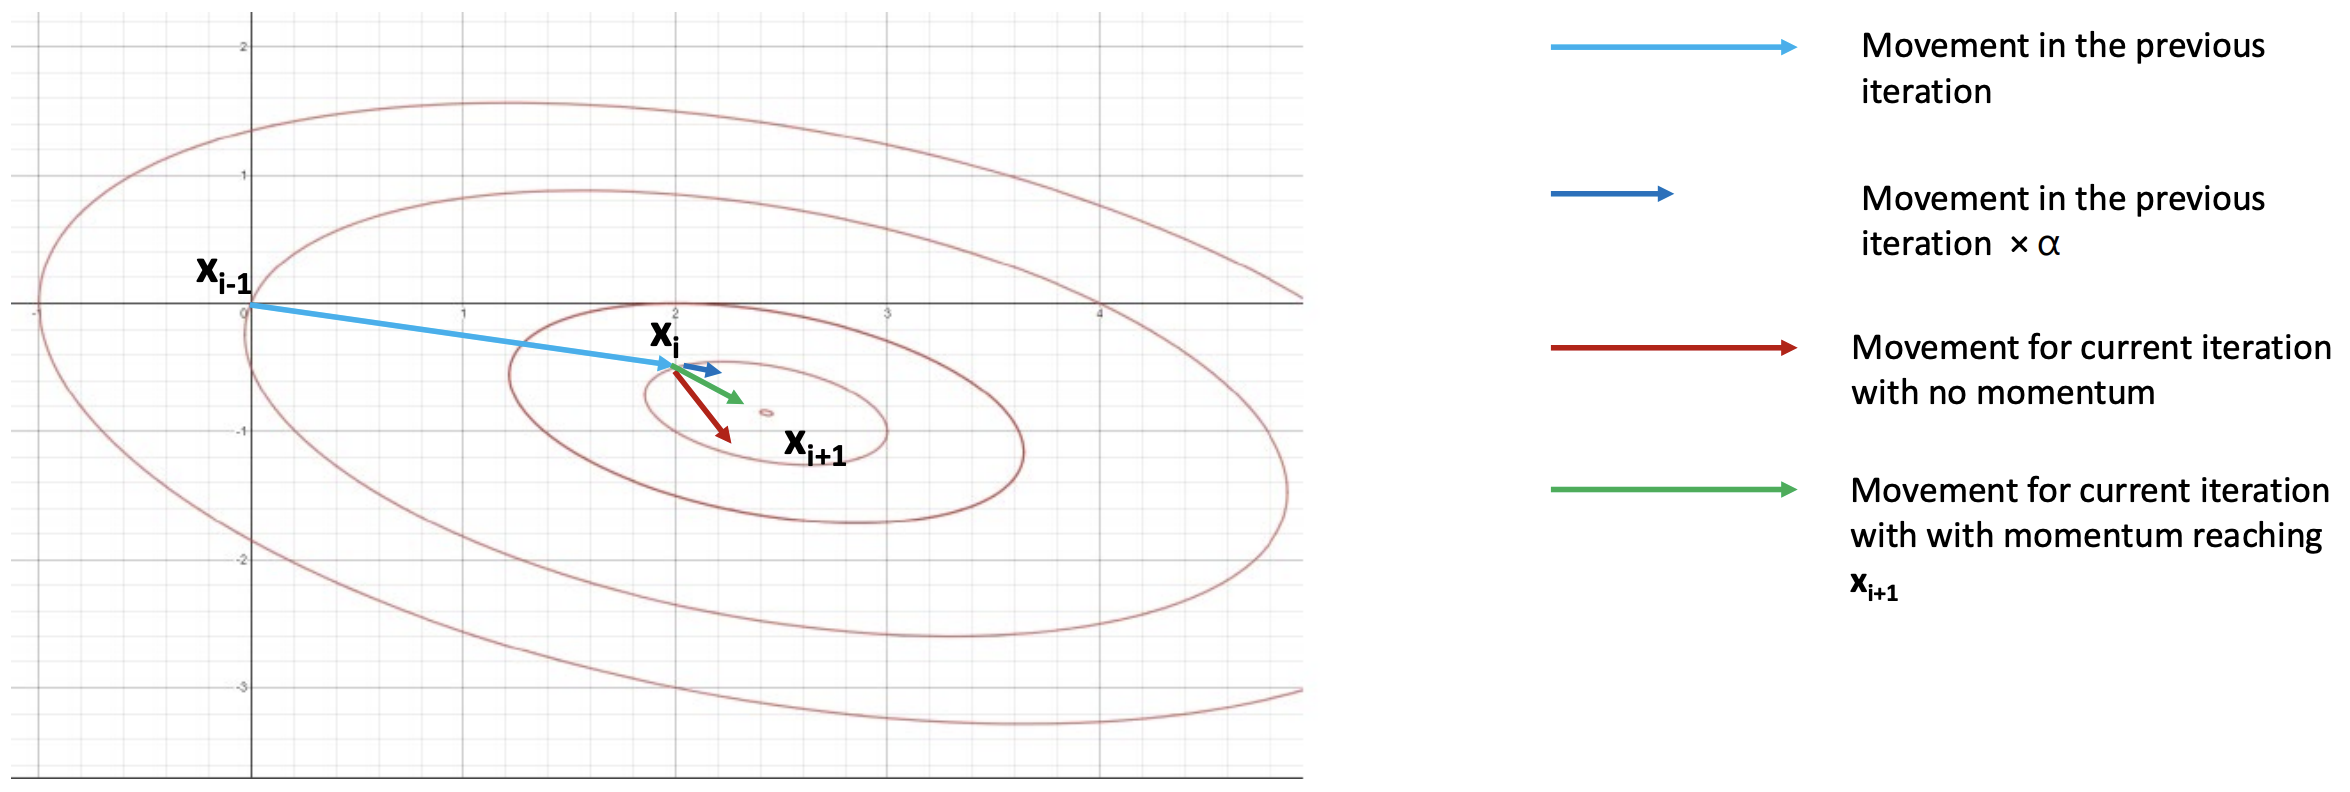 2
1
x_{i-1}
-1
0
1
2
3
4
x_i
-1
x_{i+1}
-2
-3
Movement in the previous
iteration
Movement in the previous
iteration × α
Movement for current iteration
with no momentum
Movement for current iteration
with with momentum reaching
x_{i+1}